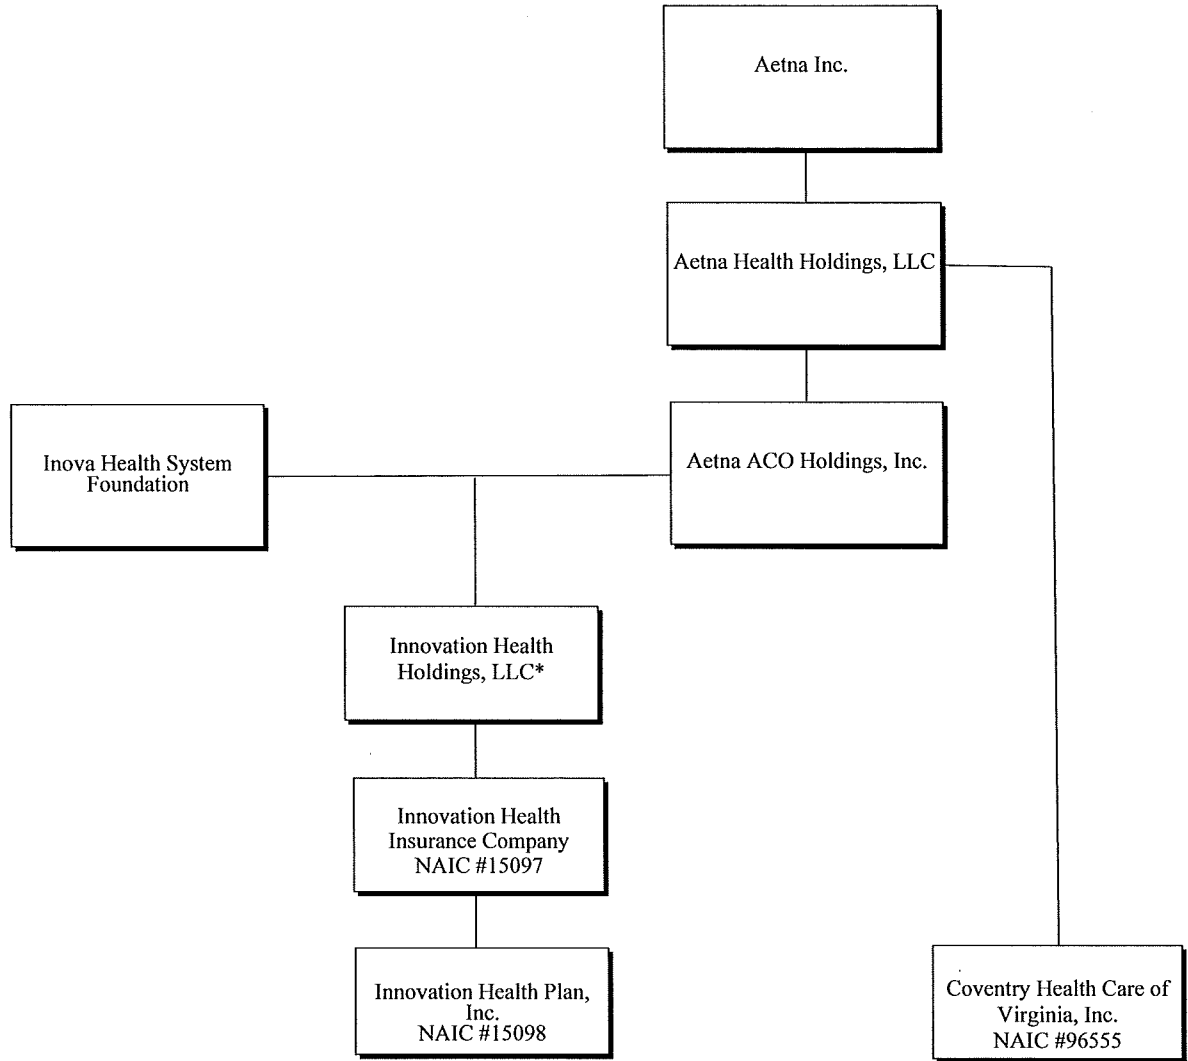 Aetna Inc.
Aetna Health Holdings, LLC
Inova Health System
Foundation
Aetna ACO Holdings, Inc.
Innovation Health
Holdings, LLC*
Innovation Health
Insurance Company
NAIC #15097
Innovation Health Plan,
Inc.
NAIC #15098
Coventry Health Care of
Virginia, Inc.
NAIC #96555